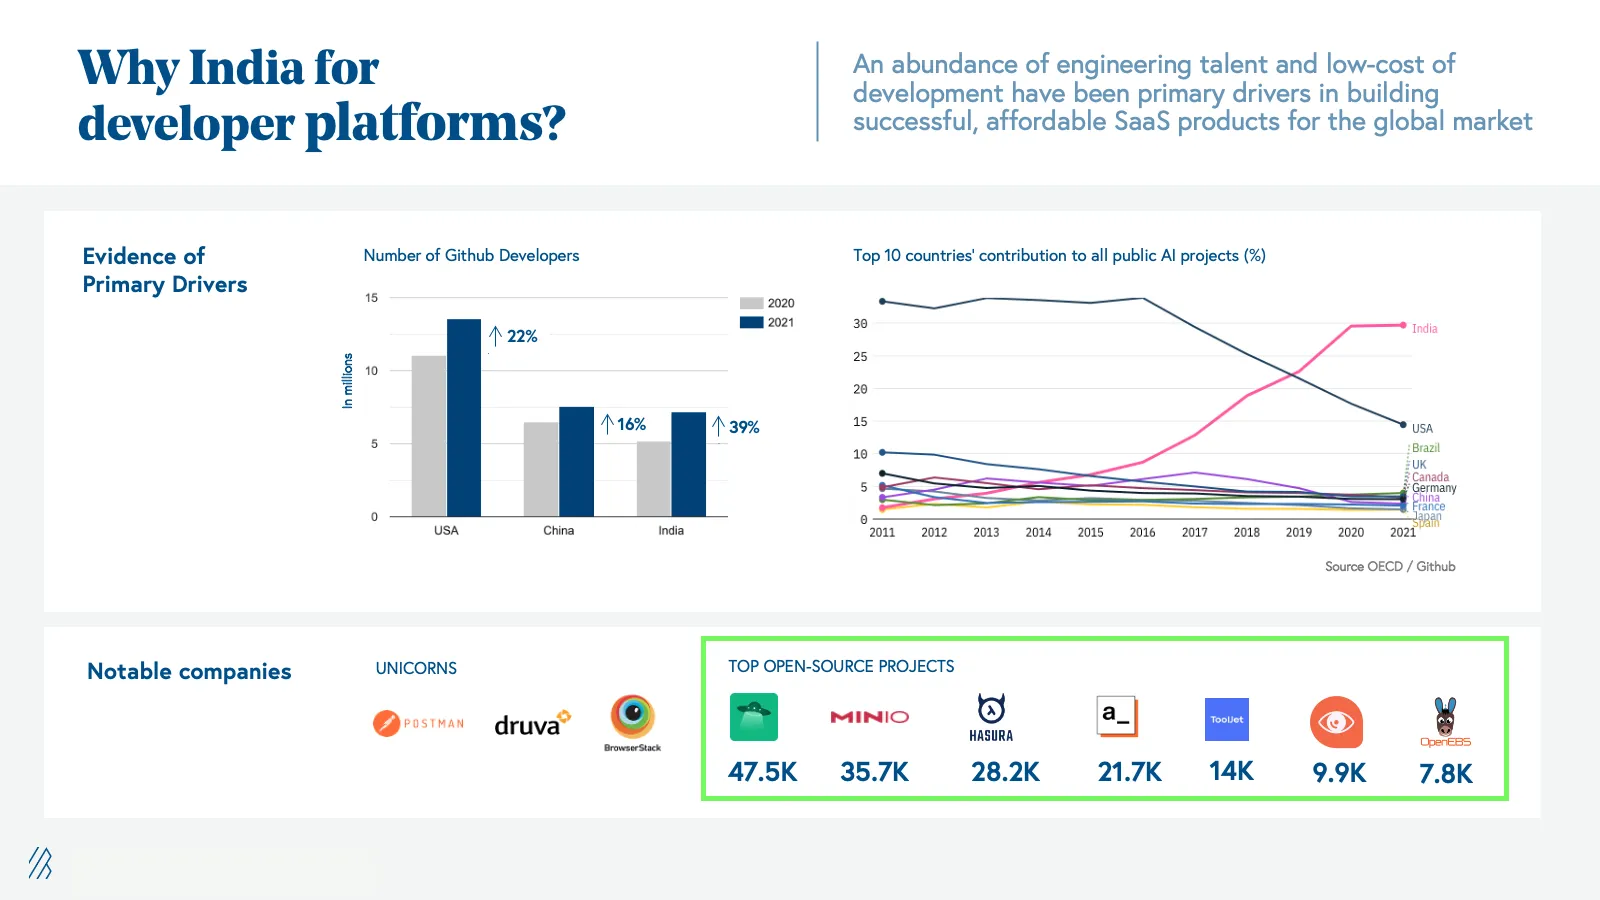 Why India for
developer platforms?
An abundance of engineering talent and low-cost of
development have been primary drivers in building
successful, affordable SaaS products for the global market
Evidence of
Primary Drivers
Number of Github Developers
15
10
5
0
In millions
2020
2021
22%
16%
39%
USA
China
India
Top 10 countries' contribution to all public AI projects (%)
30
25
20
15
10
5
0
2011
2012
2013
2014
2015
2016
2017
2018
2019
2020
2021
India
USA
Brazil
UK
Canada
Germany
China
France
Japan
Spain
Source OECD / Github
Notable companies
UNICORNS
POSTMAN
druva
BrowserStack
TOP OPEN-SOURCE PROJECTS
MINIO
HASURA
a_
ToolJet
OpenEBS
47.5K
35.7K
28.2K
21.7K
14K
9.9K
7.8K